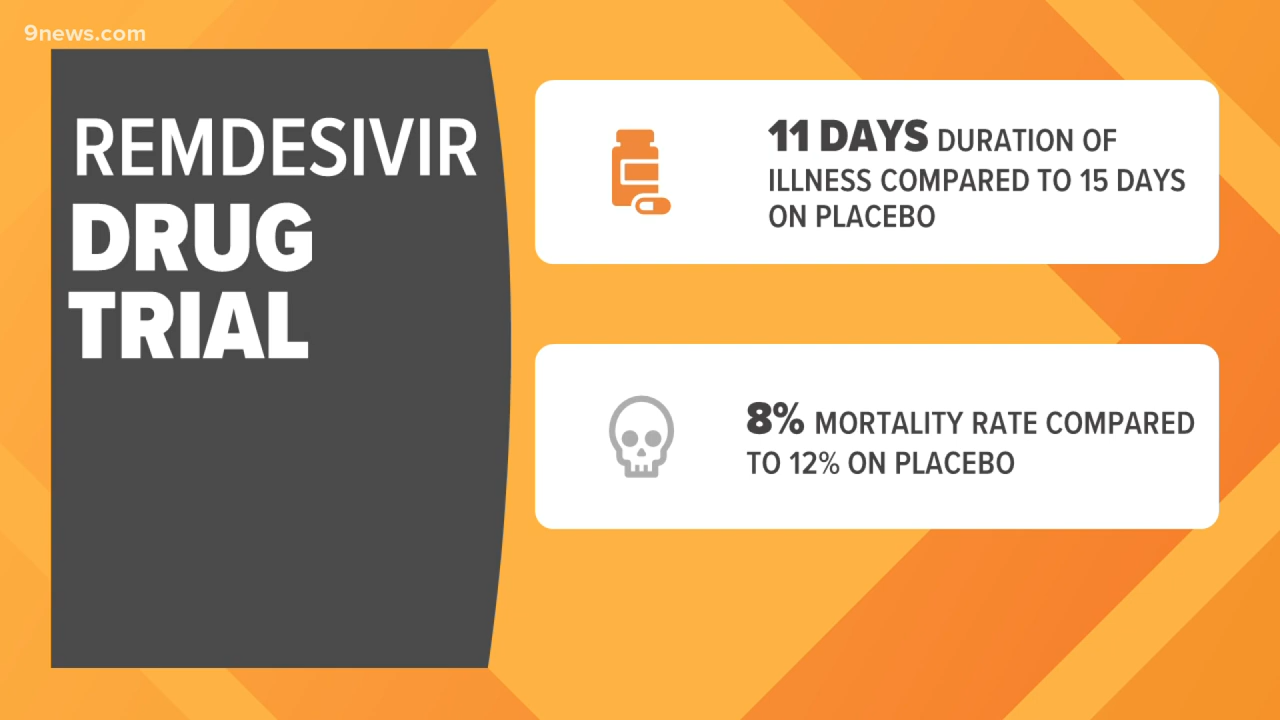 9news.com
REMDESIVIR
DRUG
TRIAL
11 DAYS DURATION OF
ILLNESS COMPARED TO 15 DAYS
ON PLACEBO
8% MORTALITY RATE COMPARED
TO 12% ON PLACEBO